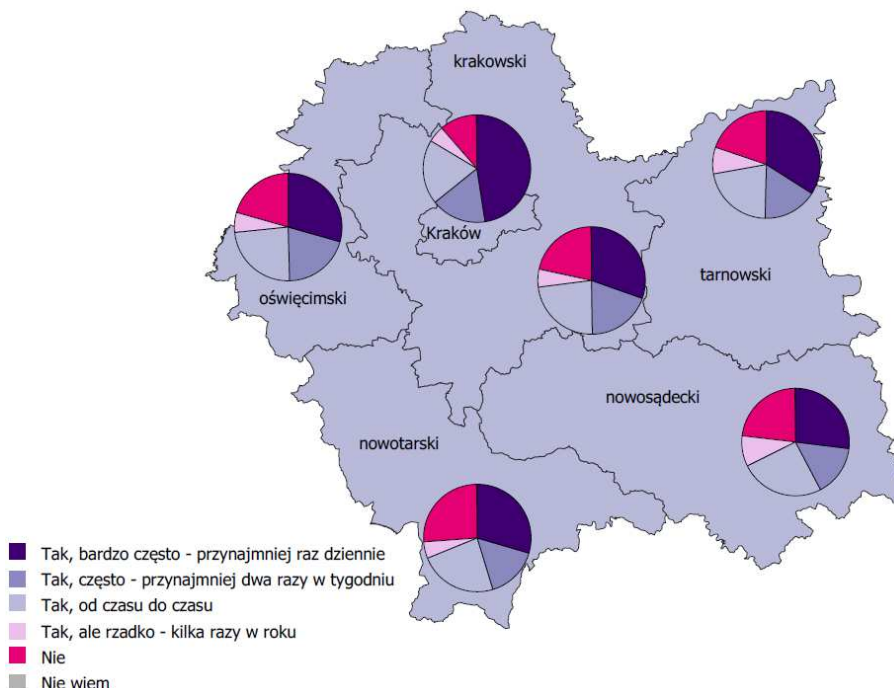 krakowski
Kraków
tarnowski
oświęcimski
nowosądecki
nowotarski
Tak, bardzo często - przynajmniej raz dziennie
Tak, często - przynajmniej dwa razy w tygodniu
Tak, od czasu do czasu
Tak, ale rzadko - kilka razy w roku
Nie
Nie wiem